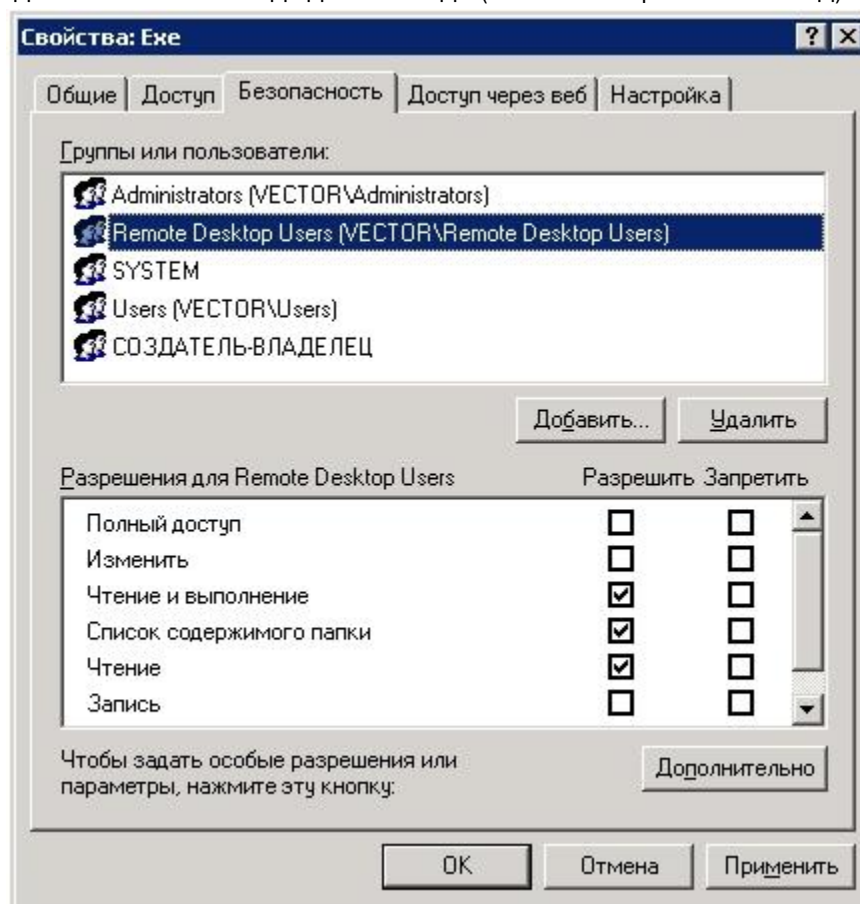 Свойства: Exe
Общие Доступ Безопасность Доступ через веб Настройка
Группы или пользователи:
Administrators (VECTOR\Administrators)
Remote Desktop Users (VECTOR\Remote Desktop Users)
SYSTEM
Users (VECTOR\Users)
СОЗДАТЕЛЬ-ВЛАДЕЛЕЦ
Добавить... Удалить
Разрешения для Remote Desktop Users Разрешить Запретить
Полный доступ
Изменить
Чтение и выполнение
Список содержимого папки
Чтение
Запись
Чтобы задать особые разрешения или
параметры, нажмите эту кнопку:
Дополнительно
OK Отмена Применить